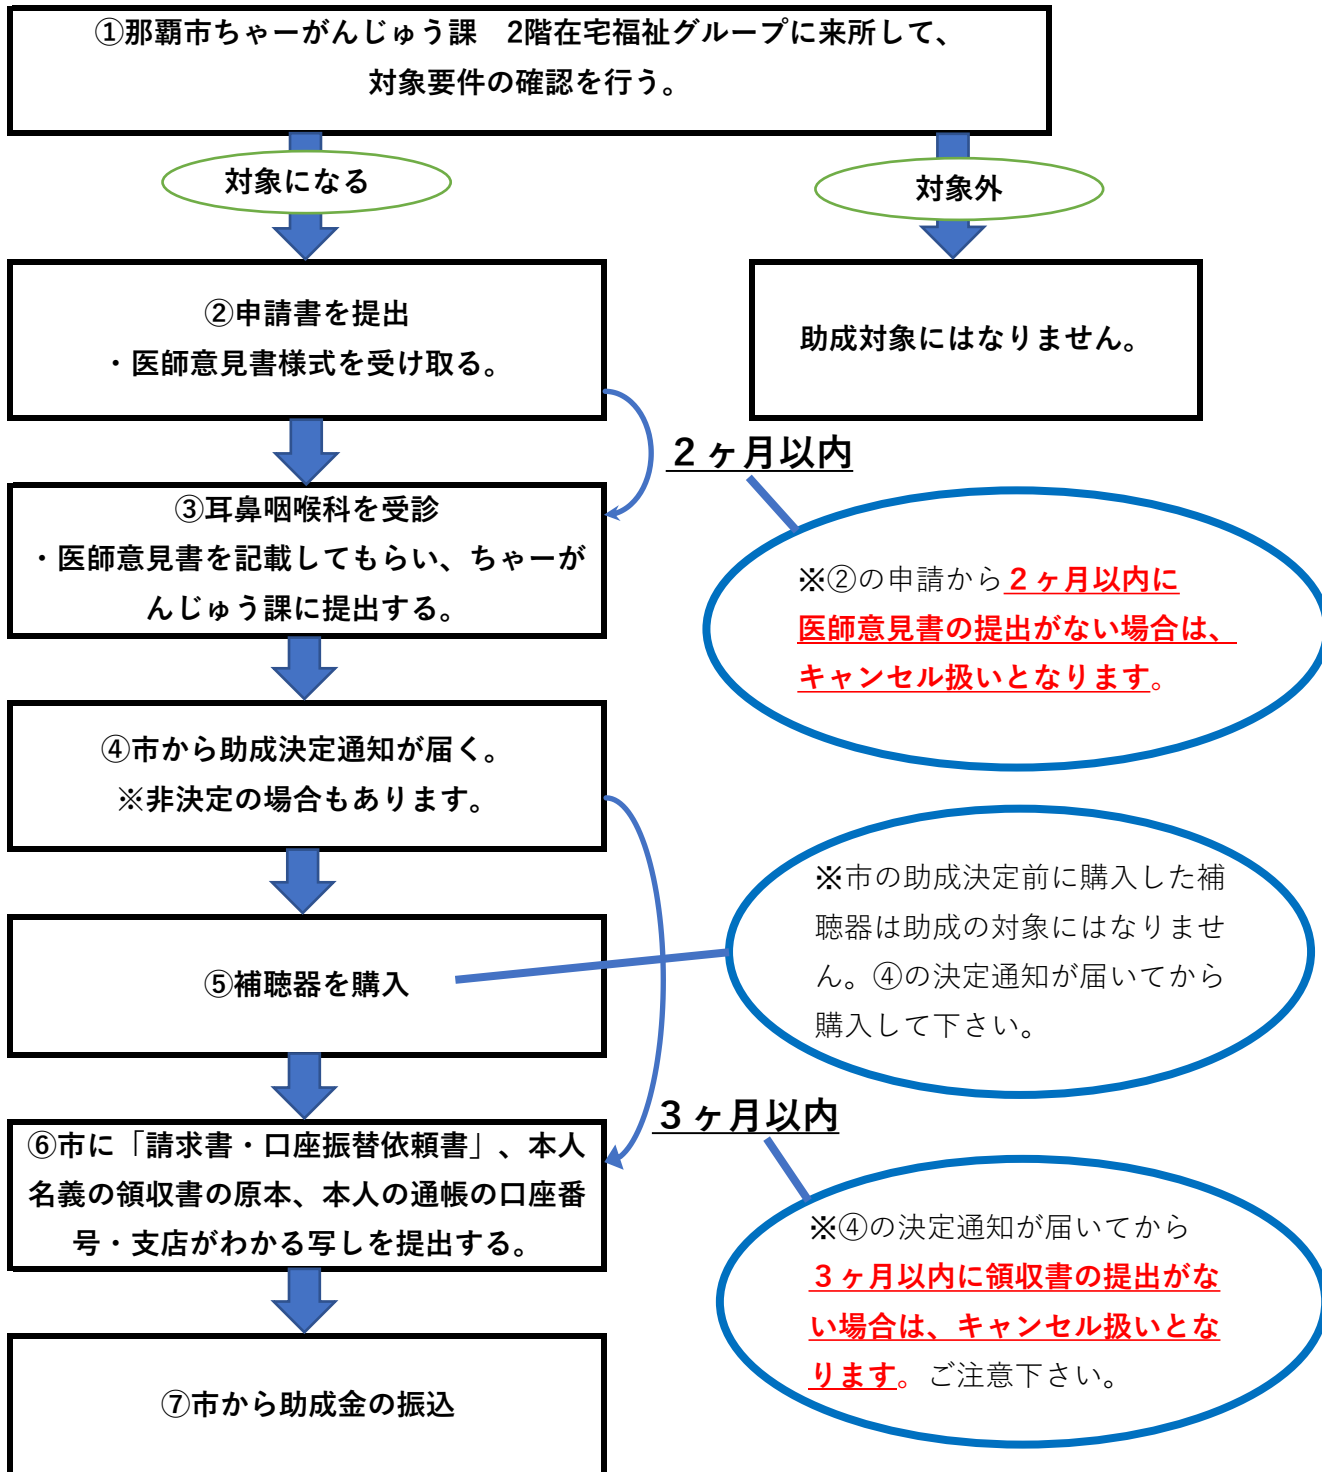 ①那覇市ちゃーがんじゅう課　2階在宅福祉グループに来所して、
対象要件の確認を行う。
対象になる
対象外
②申請書を提出
・医師意見書様式を受け取る。
助成対象にはなりません。
２ヶ月以内
③耳鼻咽喉科を受診
・医師意見書を記載してもらい、ちゃーが
んじゅう課に提出する。
※②の申請から２ヶ月以内に
医師意見書の提出がない場合は、
キャンセル扱いとなります。
④市から助成決定通知が届く。
※非決定の場合もあります。
※市の助成決定前に購入した補
聴器は助成の対象にはなりませ
ん。④の決定通知が届いてから
購入して下さい。
⑤補聴器を購入
３ヶ月以内
⑥市に「請求書・口座振替依頼書」、本人
名義の領収書の原本、本人の通帳の口座番
号・支店がわかる写しを提出する。
※④の決定通知が届いてから
３ヶ月以内に領収書の提出がな
い場合は、キャンセル扱いとな
ります。ご注意下さい。
⑦市から助成金の振込